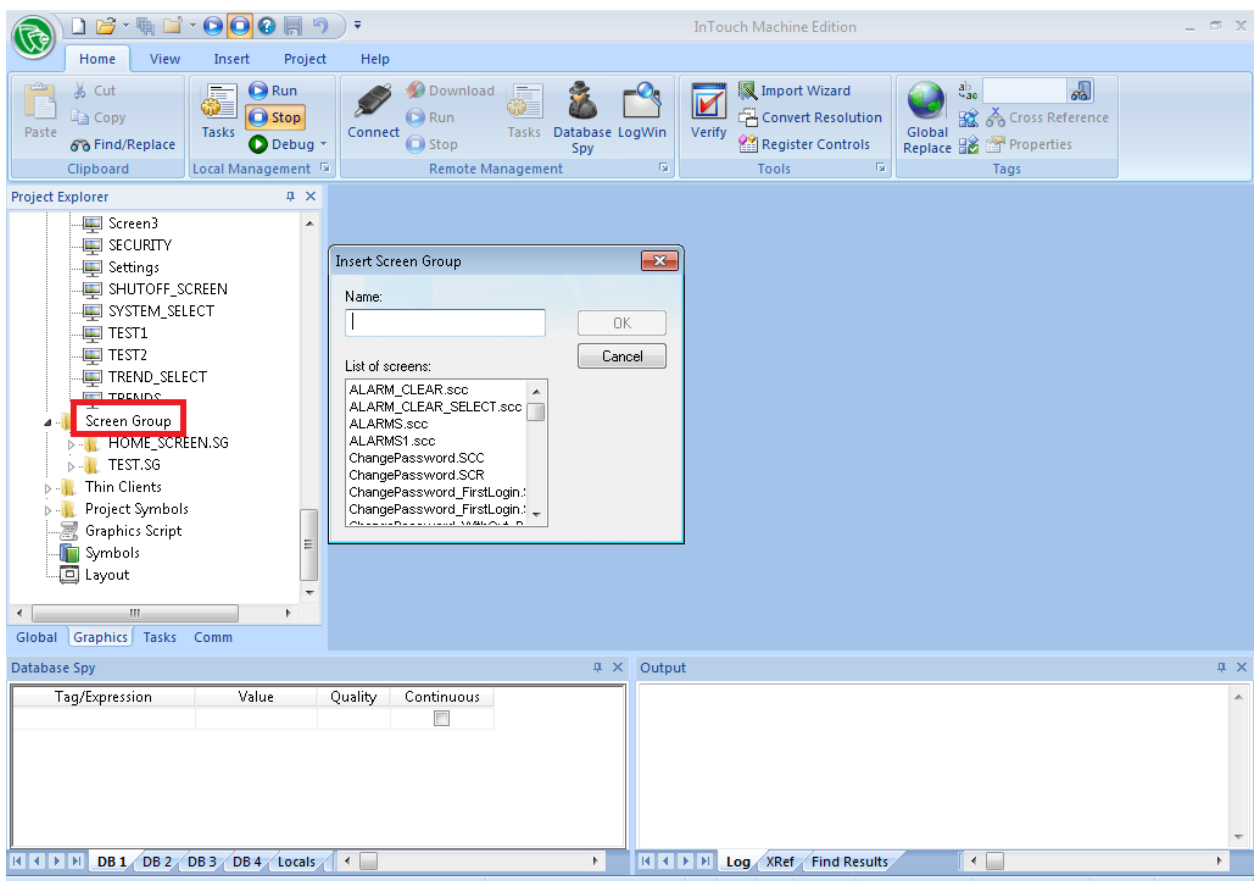 InTouch Machine Edition
Home View Insert Project Help
Paste
Cut
Copy
Find/Replace
Clipboard
Tasks
Run
Stop
Debug
Local Management
Connect
Download
Run
Stop
Tasks
Database Spy
LogWin
Remote Management
Verify
Import Wizard
Convert Resolution
Register Controls
Tools
Global Replace
Cross Reference
Properties
Tags
Project Explorer
Screen3
SECURITY
Settings
SHUTOFF_SCREEN
SYSTEM_SELECT
TEST1
TEST2
TREND_SELECT
TRENDS
Screen Group
HOME_SCREEN.SG
TEST.SG
Thin Clients
Project Symbols
Graphics Script
Symbols
Layout
Global Graphics Tasks Comm
Insert Screen Group
Name:
OK
Cancel
List of screens:
ALARM_CLEAR.scc
ALARM_CLEAR_SELECT.scc
ALARMS.scc
ALARMS1.scc
ChangePassword.SCC
ChangePassword.SCR
ChangePassword_FirstLogin.
ChangePassword_FirstLogin.
Database Spy
Tag/Expression Value Quality Continuous
DB 1 DB 2 DB 3 DB 4 Locals
Output
Log XRef Find Results